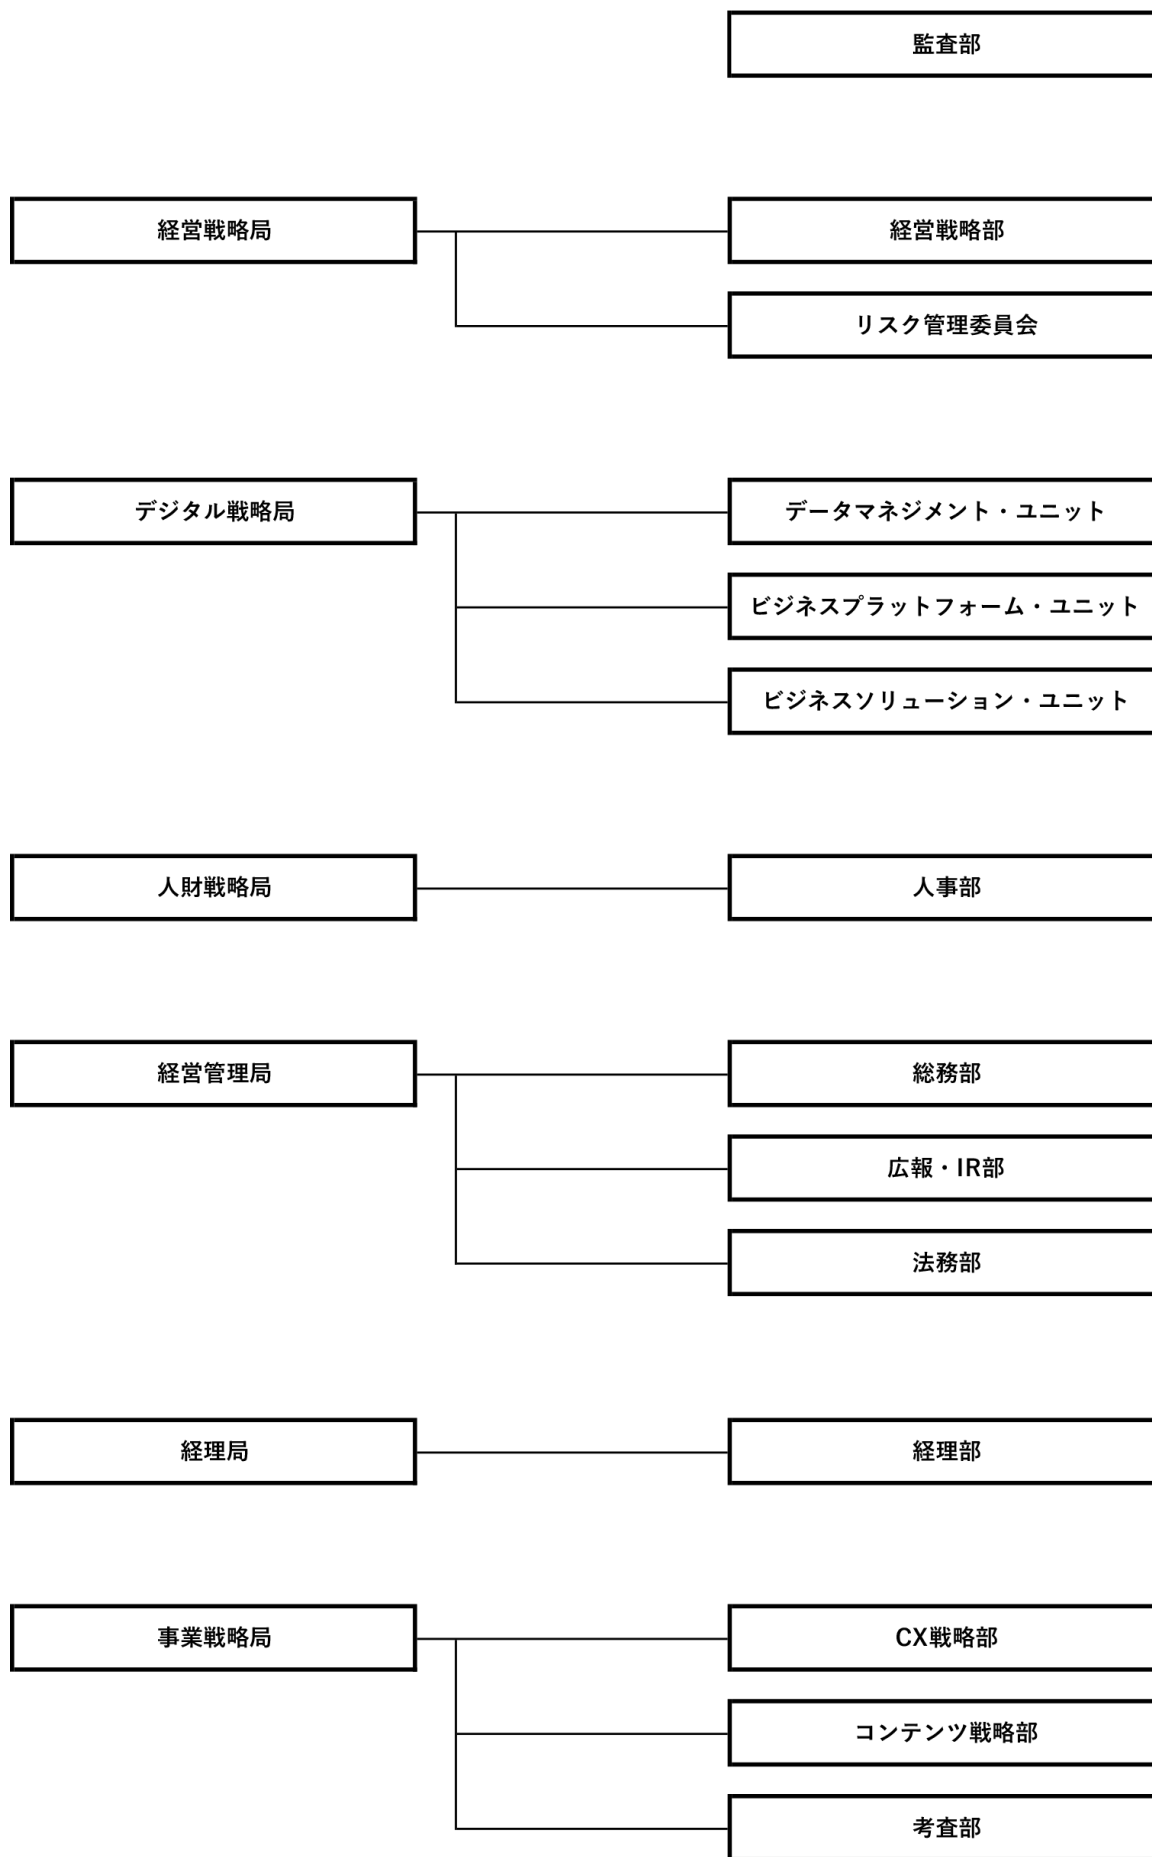 監査部
経営戦略局
経営戦略部
リスク管理委員会
デジタル戦略局
データマネジメント・ユニット
ビジネスプラットフォーム・ユニット
ビジネスソリューション・ユニット
人財戦略局
人事部
経営管理局
総務部
広報・IR部
法務部
経理局
経理部
事業戦略局
CX戦略部
コンテンツ戦略部
考査部